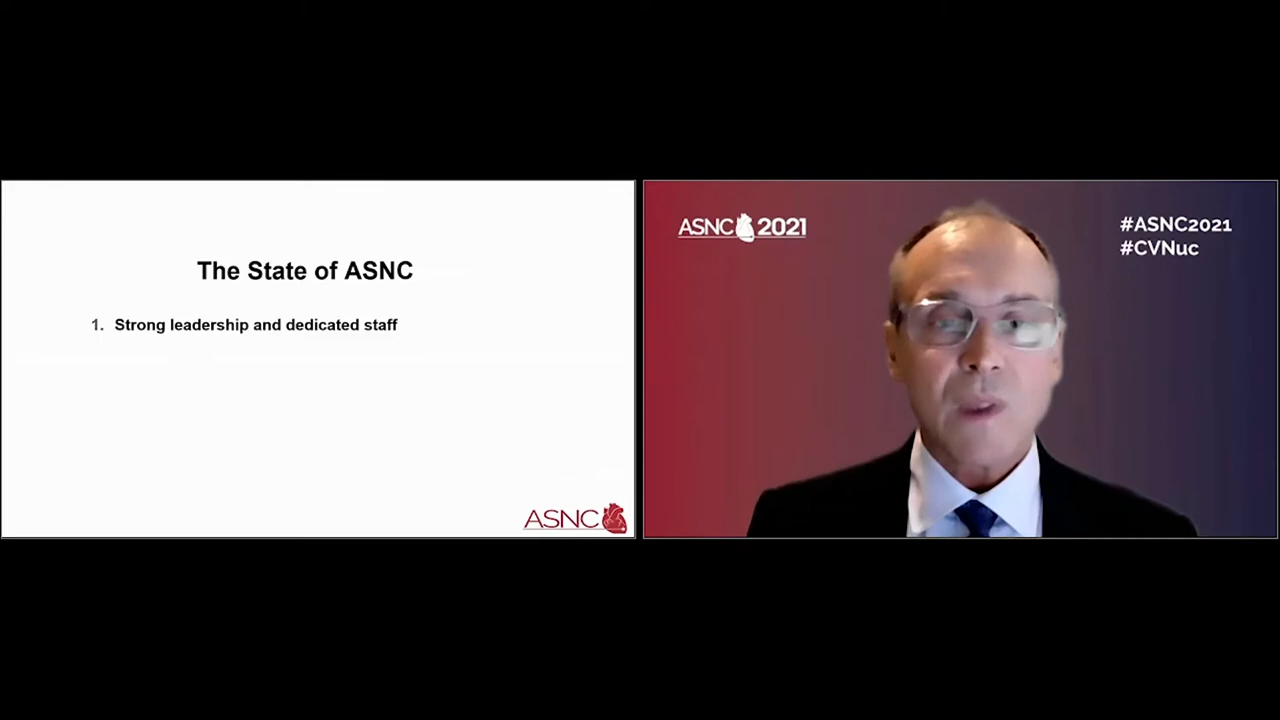 The State of ASNC
1. Strong leadership and dedicated staff
ASNC
ASNC 2021
#ASNC2021
#CVNuc